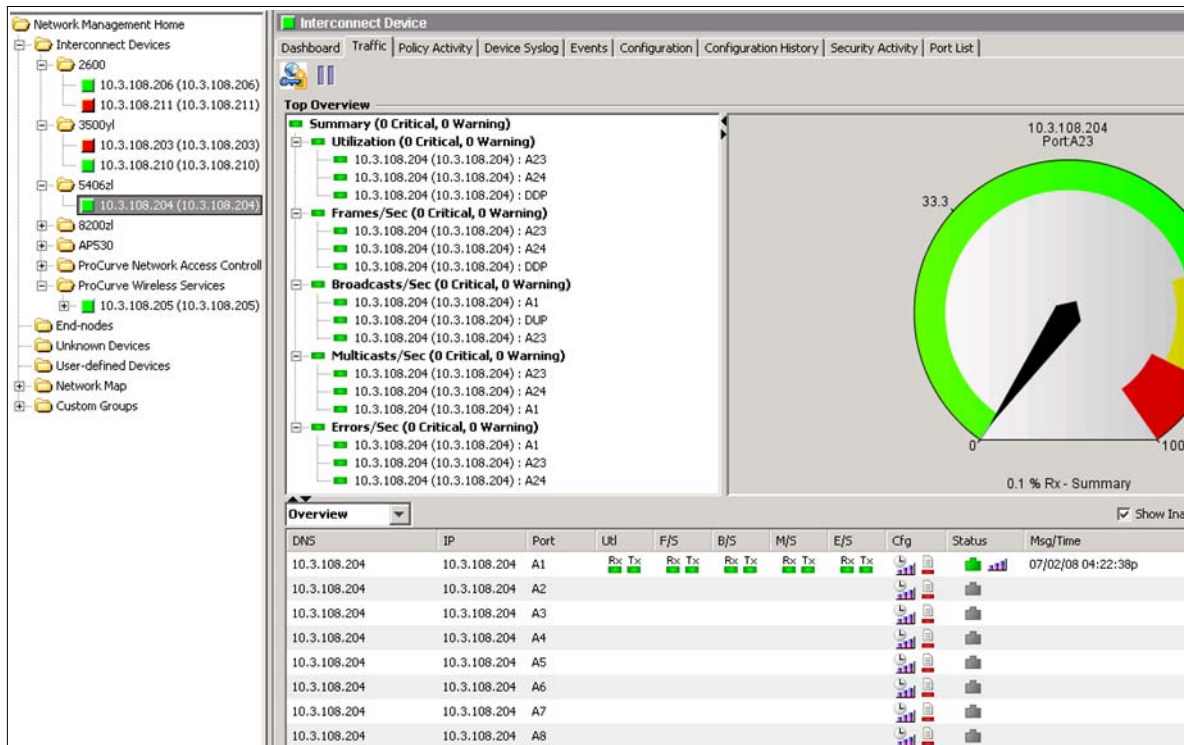 Network Management Home
Interconnect Devices
2600
10.3.108.206 (10.3.108.206)
10.3.108.211 (10.3.108.211)
3500yl
10.3.108.203 (10.3.108.203)
10.3.108.210 (10.3.108.210)
5406zl
10.3.108.204 (10.3.108.204)
8200zl
AP530
ProCurve Network Access Controll
ProCurve Wireless Services
10.3.108.205 (10.3.108.205)
End-nodes
Unknown Devices
User-defined Devices
Network Map
Custom Groups
Interconnect Device
Dashboard Traffic Policy Activity Device Syslog Events Configuration Configuration History Security Activity Port List
Top Overview
Summary (0 Critical, 0 Warning)
Utilization (0 Critical, 0 Warning)
10.3.108.204 (10.3.108.204) : A23
10.3.108.204 (10.3.108.204) : A24
10.3.108.204 (10.3.108.204) : DDP
Frames/Sec (0 Critical, 0 Warning)
10.3.108.204 (10.3.108.204) : A23
10.3.108.204 (10.3.108.204) : A24
10.3.108.204 (10.3.108.204) : DDP
Broadcasts/Sec (0 Critical, 0 Warning)
10.3.108.204 (10.3.108.204) : A1
10.3.108.204 (10.3.108.204) : DUP
10.3.108.204 (10.3.108.204) : A23
Multicasts/Sec (0 Critical, 0 Warning)
10.3.108.204 (10.3.108.204) : A23
10.3.108.204 (10.3.108.204) : A24
10.3.108.204 (10.3.108.204) : A1
Errors/Sec (0 Critical, 0 Warning)
10.3.108.204 (10.3.108.204) : A1
10.3.108.204 (10.3.108.204) : A23
10.3.108.204 (10.3.108.204) : A24
10.3.108.204
Port:A23
33.3
0
100
0.1 % Rx - Summary
Overview
Show Ina
DNS IP Port Utl F/S B/S M/S E/S Cfg Status Msg/Time
10.3.108.204 10.3.108.204 A1 Rx Tx Rx Tx Rx Tx Rx Tx Rx Tx 07/02/08 04:22:38p
10.3.108.204 10.3.108.204 A2
10.3.108.204 10.3.108.204 A3
10.3.108.204 10.3.108.204 A4
10.3.108.204 10.3.108.204 A5
10.3.108.204 10.3.108.204 A6
10.3.108.204 10.3.108.204 A7
10.3.108.204 10.3.108.204 A8